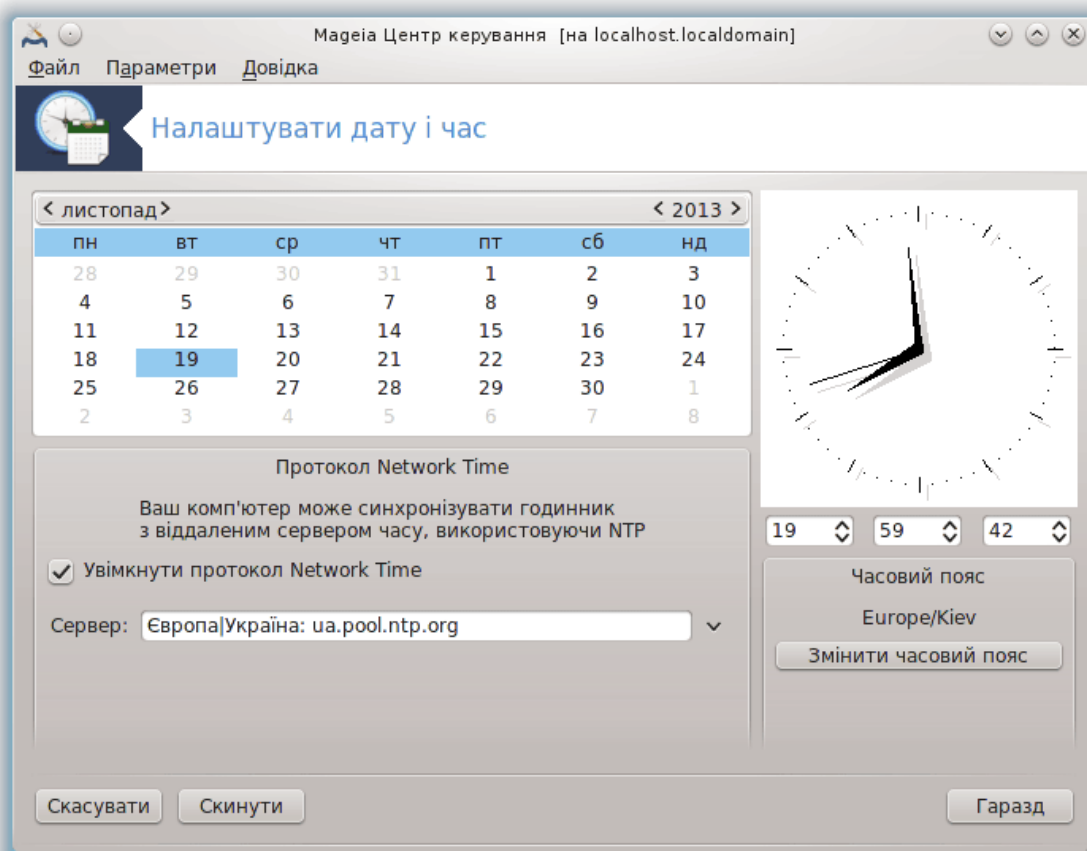 Mageia Центр керування [на localhost.localdomain]
Файл Параметри Довідка
Налаштувати дату і час
< листопад> < 2013 >
пн вт ср чт пт сб нд
28 29 30 31 1 2 3
4 5 6 7 8 9 10
11 12 13 14 15 16 17
18 19 20 21 22 23 24
25 26 27 28 29 30 1
2 3 4 5 6 7 8
19 59 42
Протокол Network Time
Ваш комп'ютер може синхронізувати годинник
з віддаленим сервером часу, використовуючи NTP
Увімкнути протокол Network Time
Сервер: Європа|Україна: ua.pool.ntp.org
Часовий пояс
Europe/Kiev
Змінити часовий пояс
Скасувати Скинути Гаразд